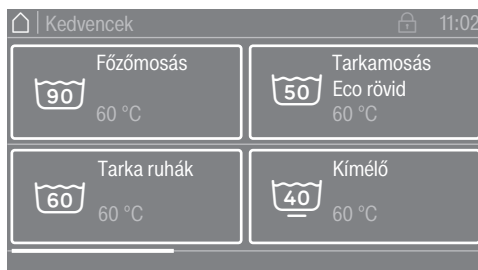 Kedvencek 11:02
Főzőmosás
90
60 °C
Tarkamosás
50 Eco rövid
60 °C
Tarka ruhák
60
60 °C
Kímélő
40
60 °C